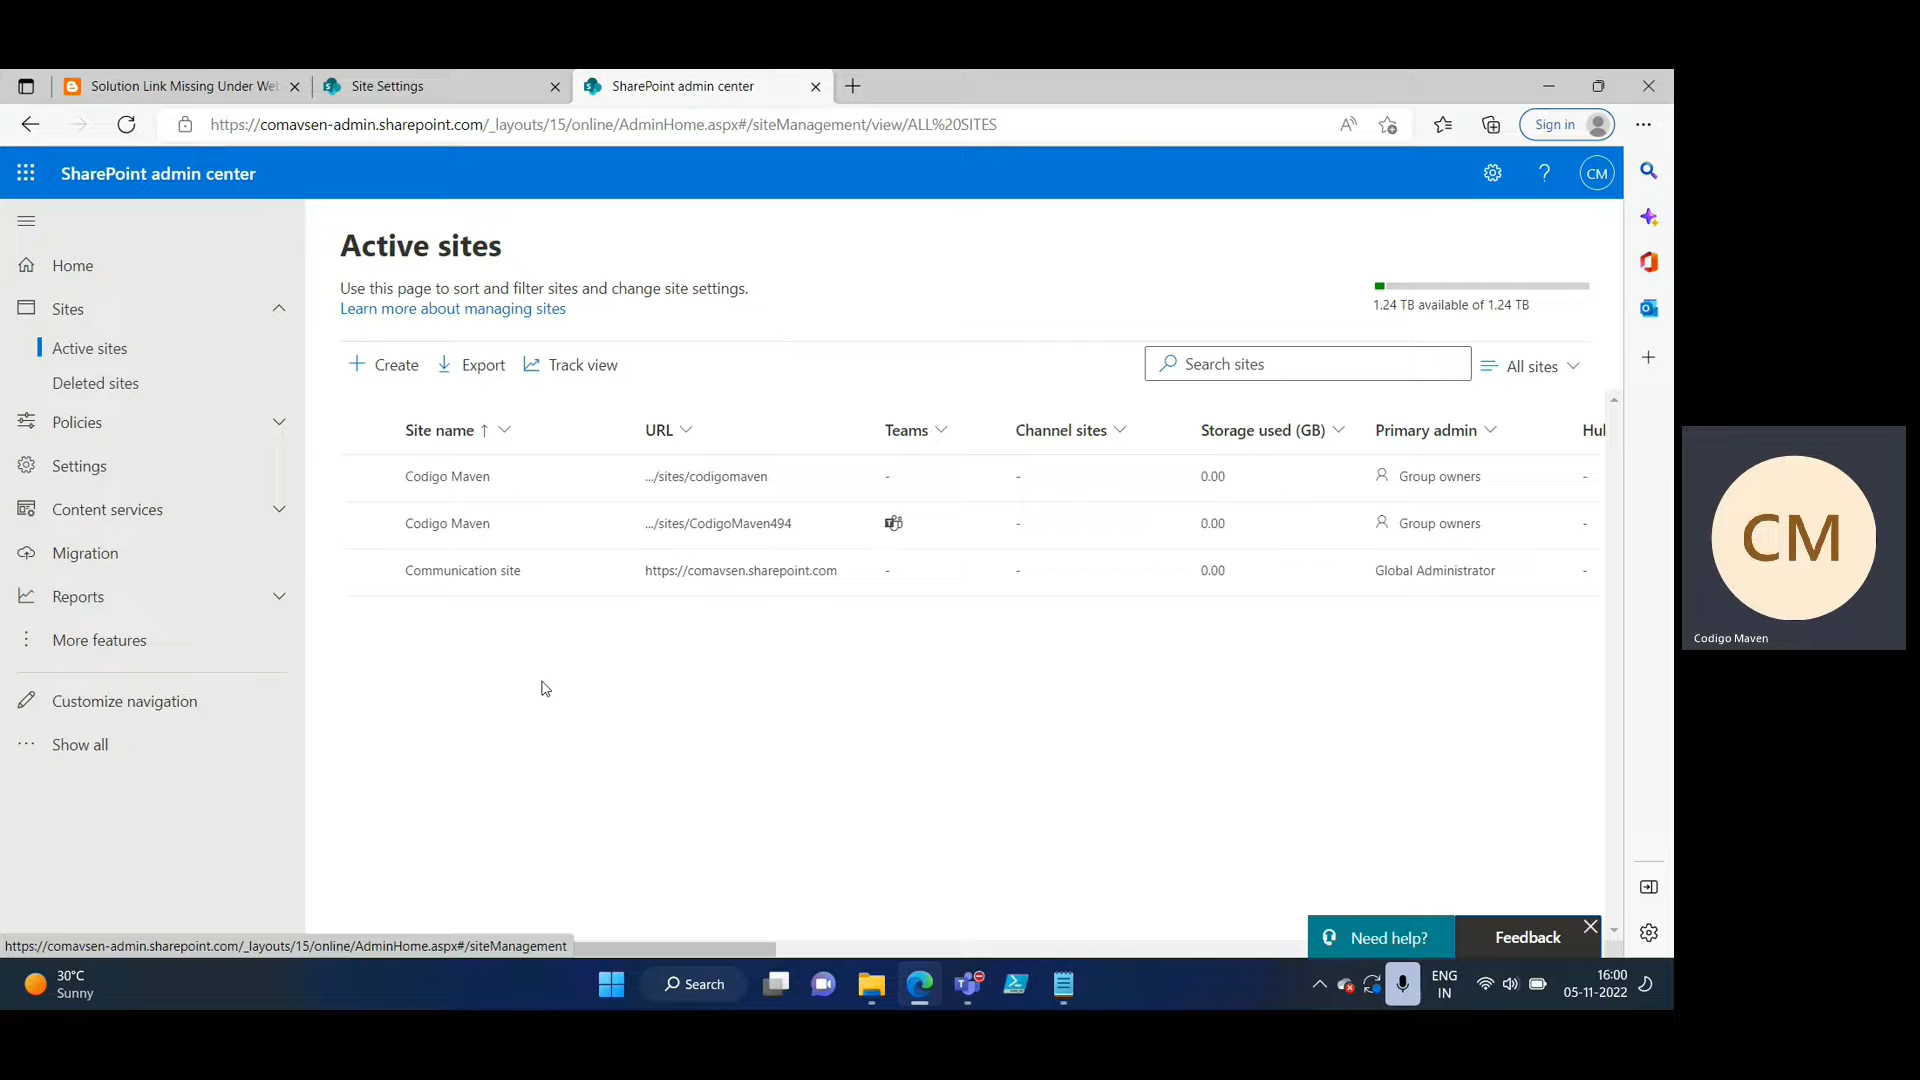 Solution Link Missing Under Wel
Site Settings
SharePoint admin center
https://comavsen-admin.sharepoint.com/_layouts/15/online/AdminHome.aspx#/siteManagement/view/ALL%20SITES
Sign in
SharePoint admin center
CM
Home
Sites
Active sites
Deleted sites
Policies
Settings
Content services
Migration
Reports
More features
Customize navigation
Show all
Active sites
Use this page to sort and filter sites and change site settings.
Learn more about managing sites
1.24 TB available of 1.24 TB
Create Export Track view
Search sites
All sites
Site name ↑ URL Teams Channel sites Storage used (GB) Primary admin Hul
Codigo Maven .../sites/codigomaven - - 0.00 Group owners -
Codigo Maven .../sites/CodigoMaven494 - 0.00 Group owners -
Communication site https://comavsen.sharepoint.com - - 0.00 Global Administrator -
Need help?
Feedback
https://comavsen-admin.sharepoint.com/_layouts/15/online/AdminHome.aspx#/siteManagement
30°C
Sunny
Search
ENG
IN
16:00
05-11-2022
CM
Codigo Maven